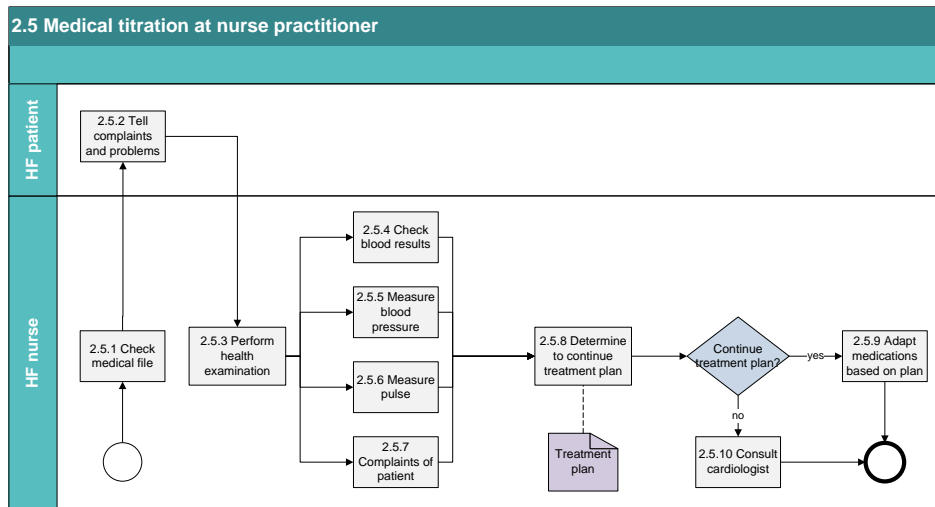 2.5 Medical titration at nurse practitioner
HF patient
2.5.2 Tell
complaints
and problems
HF nurse
2.5.1 Check
medical file
2.5.3 Perform
health
examination
2.5.4 Check
blood results
2.5.5 Measure
blood
pressure
2.5.6 Measure
pulse
2.5.7
Complaints of
patient
2.5.8 Determine
to continue
treatment plan
Treatment
plan
Continue
treatment plan?
yes
no
2.5.9 Adapt
medications
based on plan
2.5.10 Consult
cardiologist